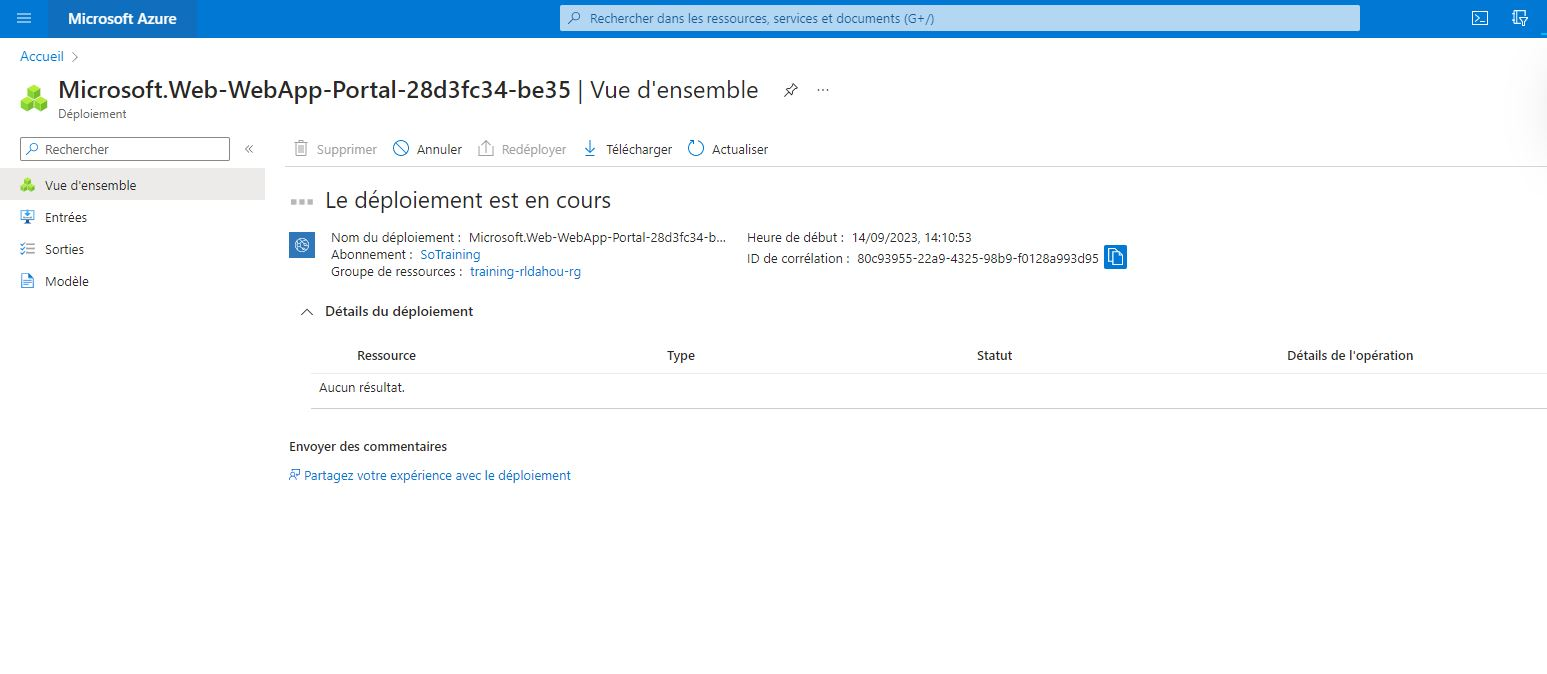 Microsoft Azure
Rechercher dans les ressources, services et documents (G+/)
Accueil
Microsoft.Web-WebApp-Portal-28d3fc34-be35 | Vue d'ensemble
Déploiement
Rechercher
Supprimer Annuler Redéployer Télécharger Actualiser
Vue d'ensemble
Entrées
Sorties
Modèle
Le déploiement est en cours
Nom du déploiement : Microsoft.Web-WebApp-Portal-28d3fc34-b...
Abonnement : SoTraining
Groupe de ressources : training-rldahou-rg
Heure de début : 14/09/2023, 14:10:53
ID de corrélation : 80c93955-22a9-4325-98b9-f0128a993d95
Détails du déploiement
Ressource Type Statut Détails de l'opération
Aucun résultat.
Envoyer des commentaires
Partagez votre expérience avec le déploiement